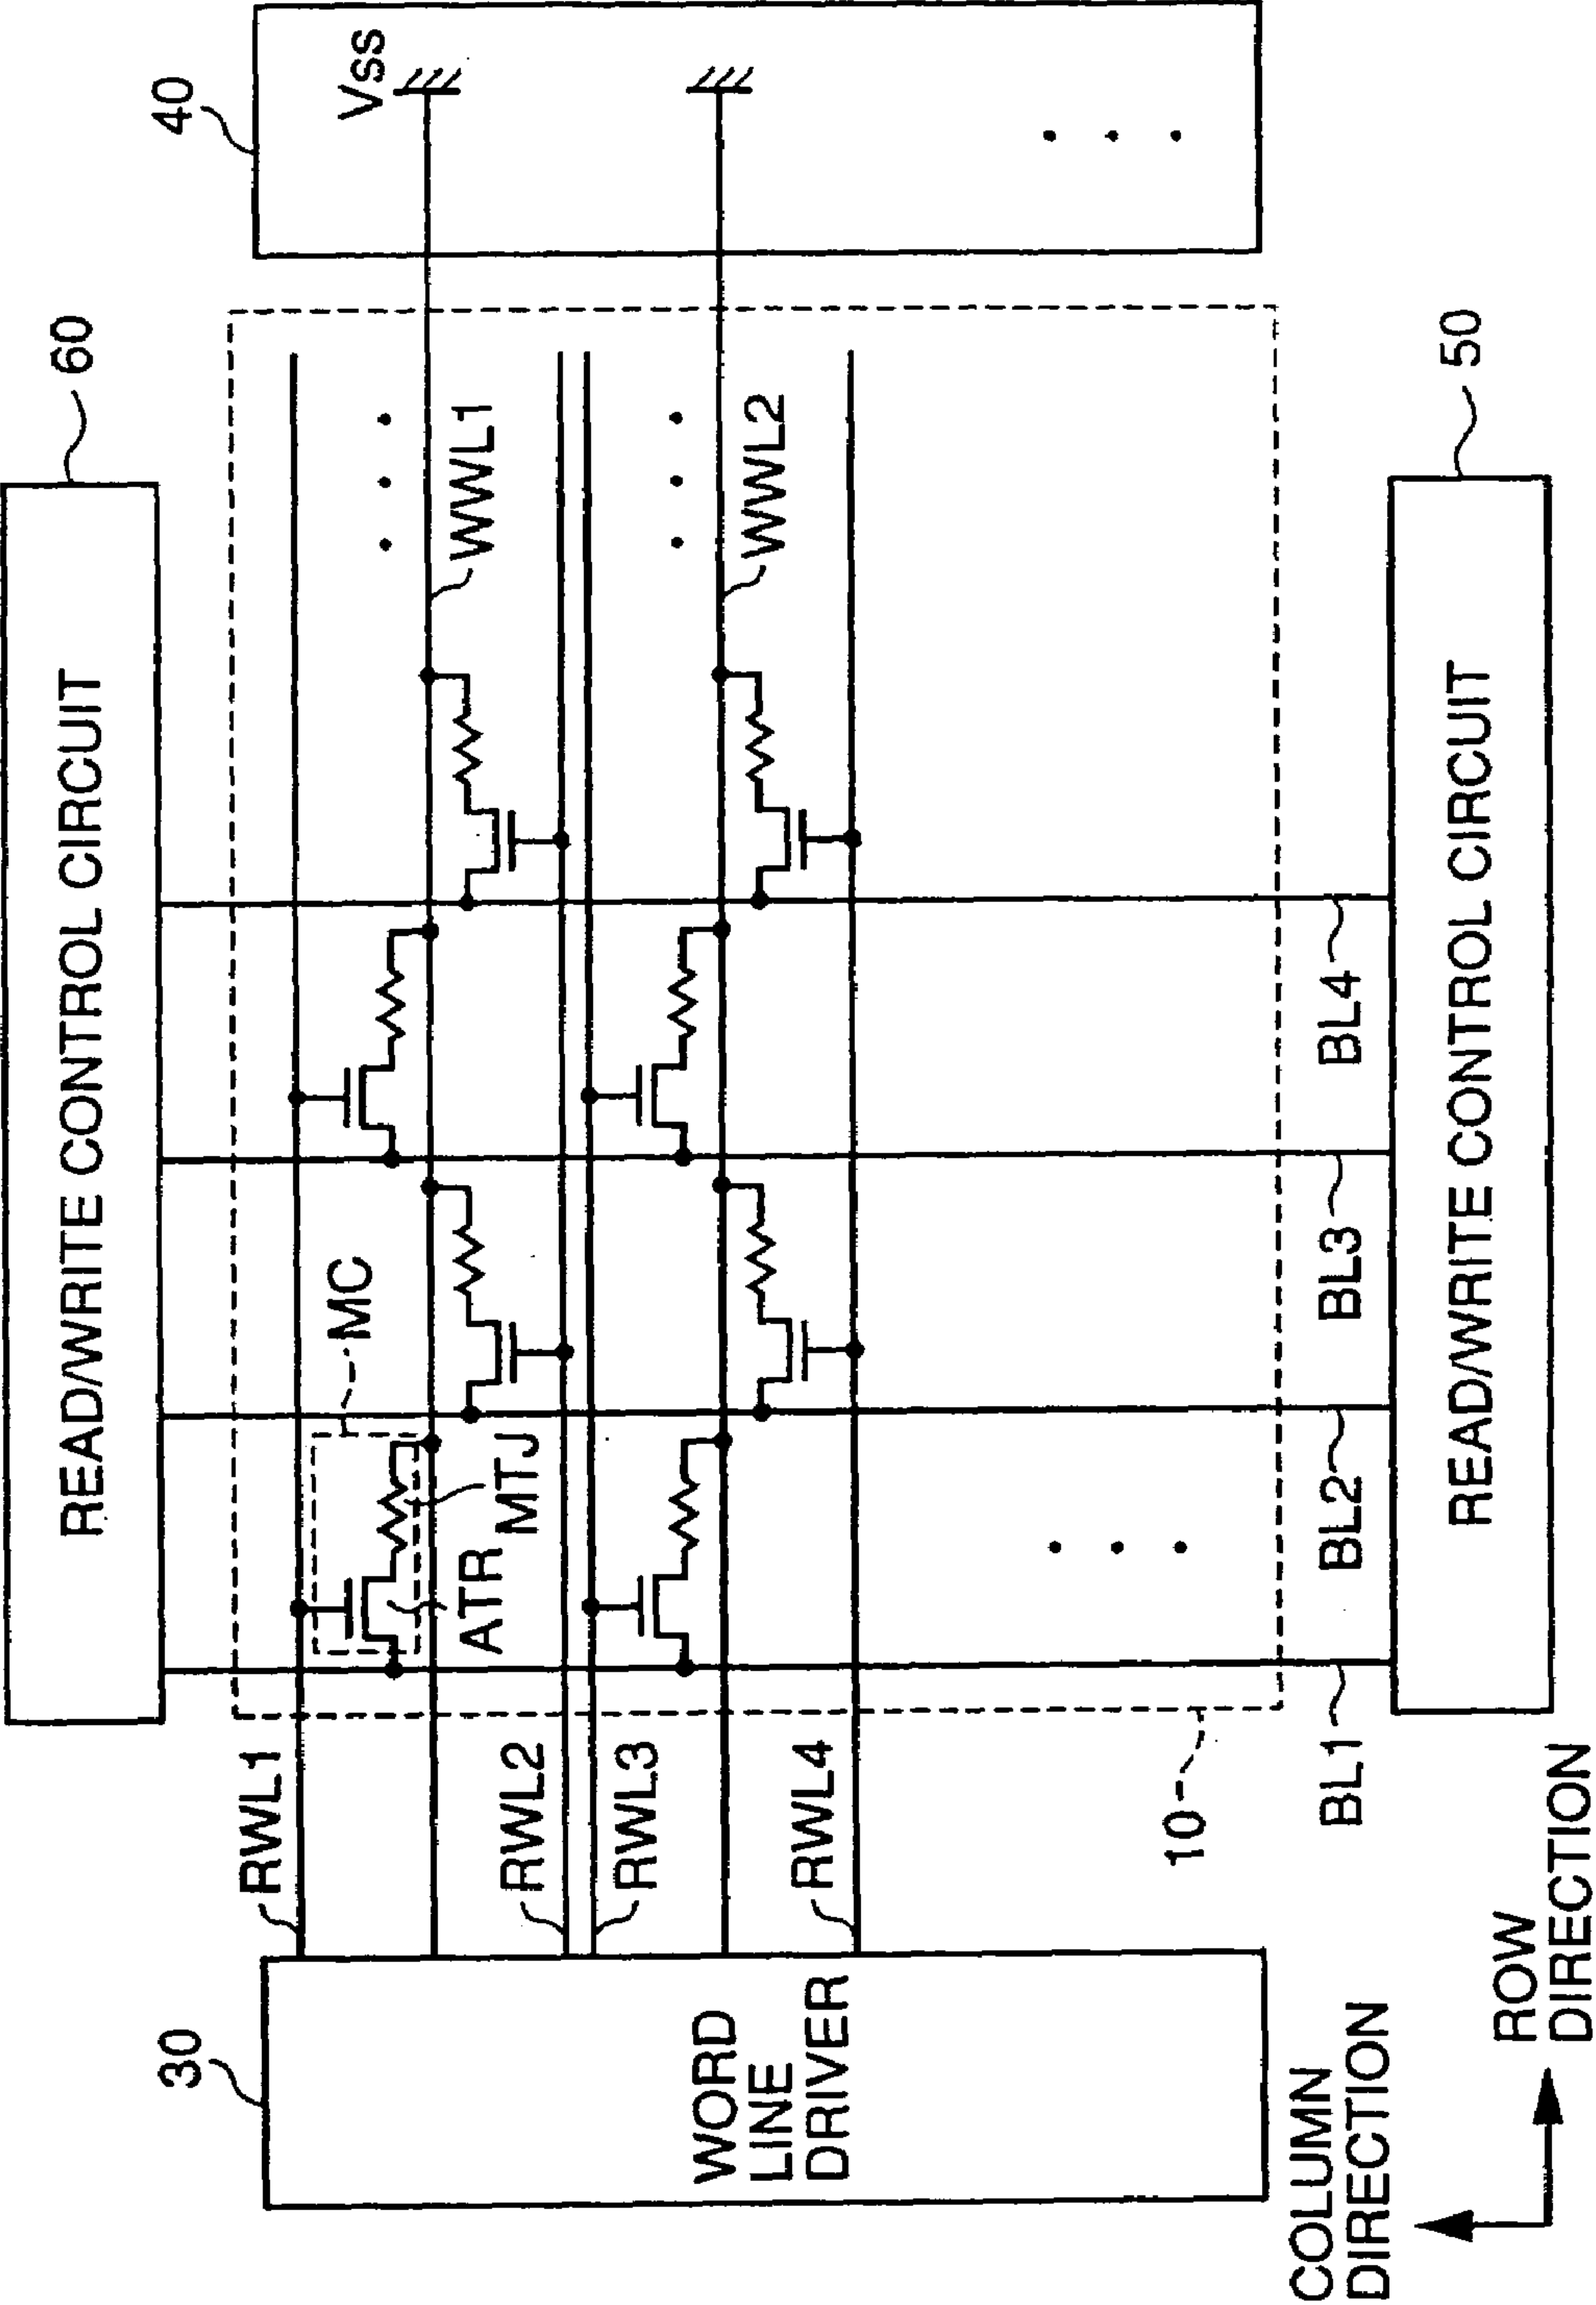 60
READ/WRITE CONTROL CIRCUIT
40
Vss
30
WORD
LINE
DRIVER
RWL1
MC
ATR
MTJ
WWL1
RWL2
RWL3
WWL2
RWL4
10
BL1
BL2
BL3
BL4
50
READ/WRITE CONTROL CIRCUIT
COLUMN
DIRECTION
ROW
DIRECTION